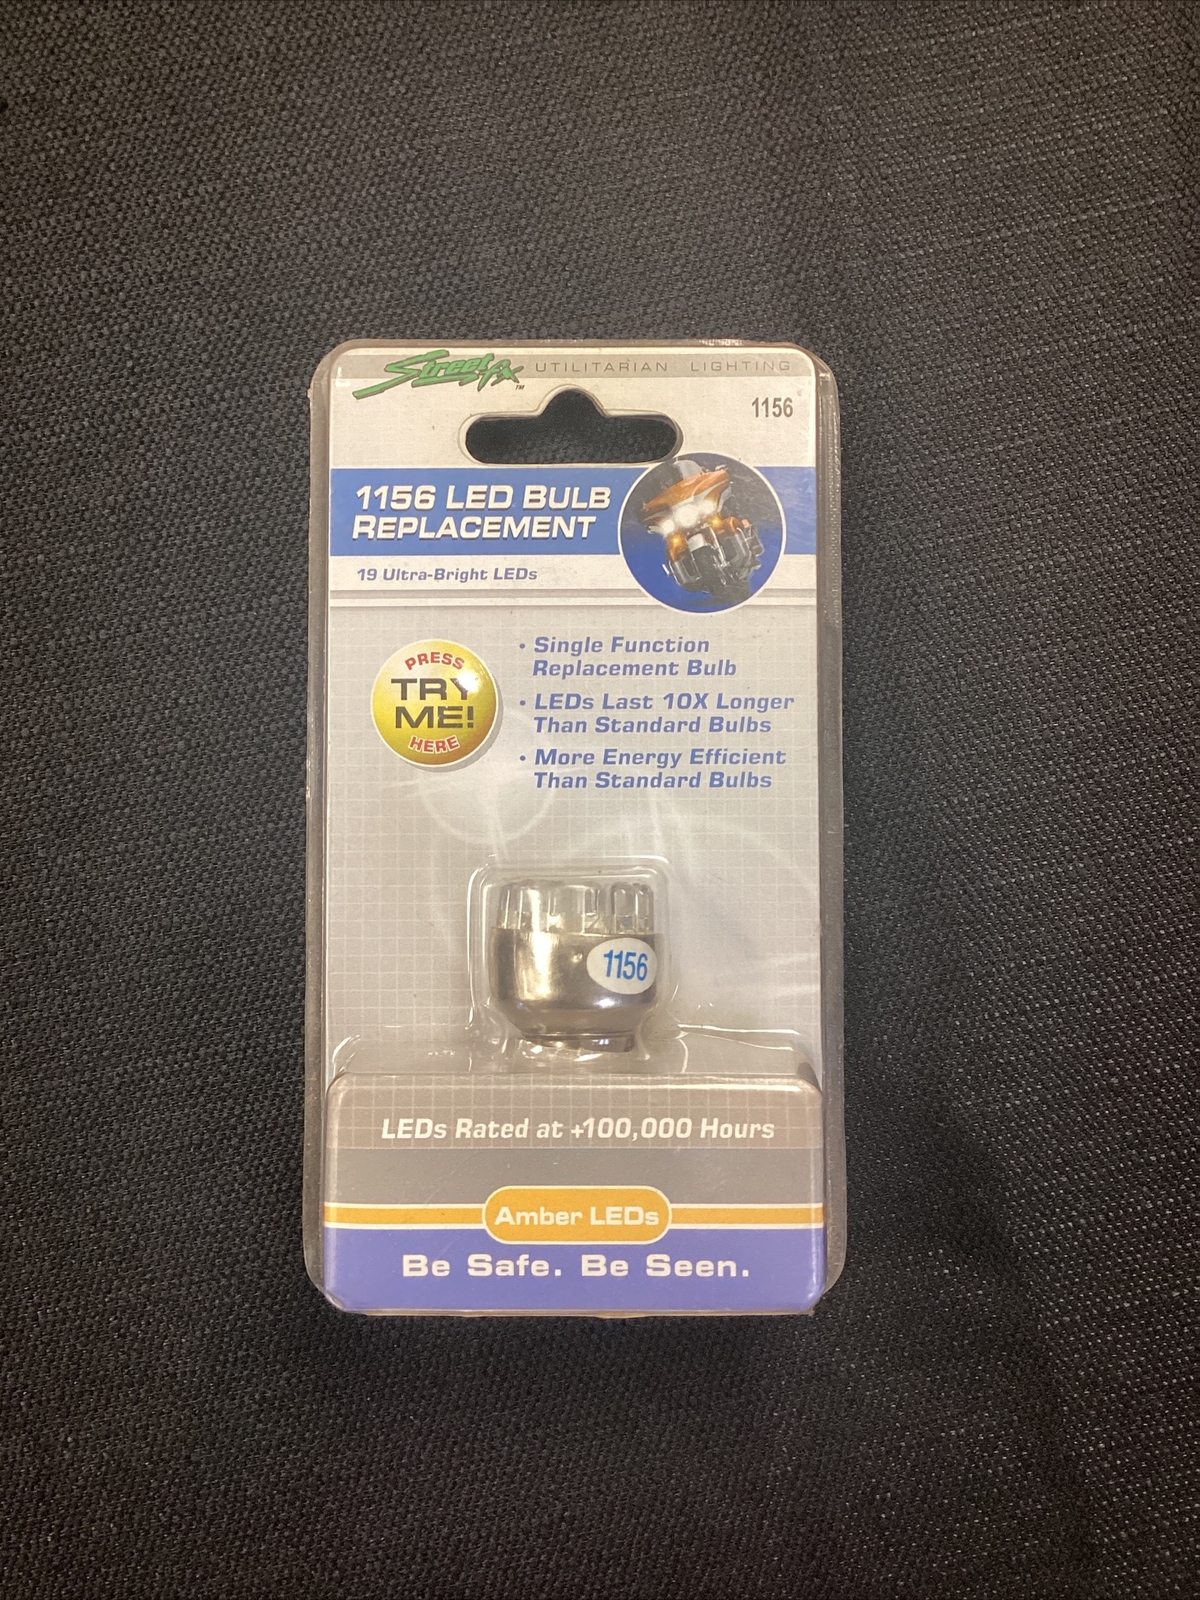 Streetfx™ UTILITARIAN LIGHTING
1156
1156 LED BULB
REPLACEMENT
19 Ultra-Bright LEDs
PRESS
TRY
ME!
HERE
• Single Function
Replacement Bulb
• LEDs Last 10X Longer
Than Standard Bulbs
• More Energy Efficient
Than Standard Bulbs
1156
LEDs Rated at +100,000 Hours
Amber LEDs
Be Safe. Be Seen.